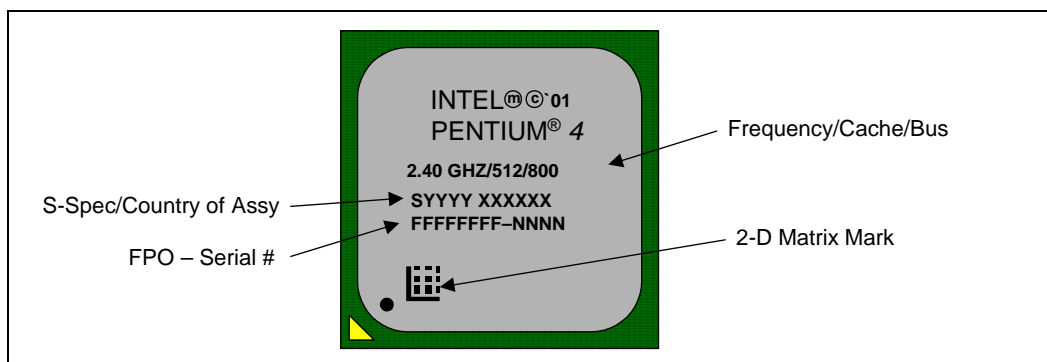 INTELⓜ©`01
PENTIUM® 4
Frequency/Cache/Bus
2.40 GHZ/512/800
S-Spec/Country of Assy
SYYYY XXXXXX
FFFFFFFF–NNNN
FPO – Serial #
2-D Matrix Mark